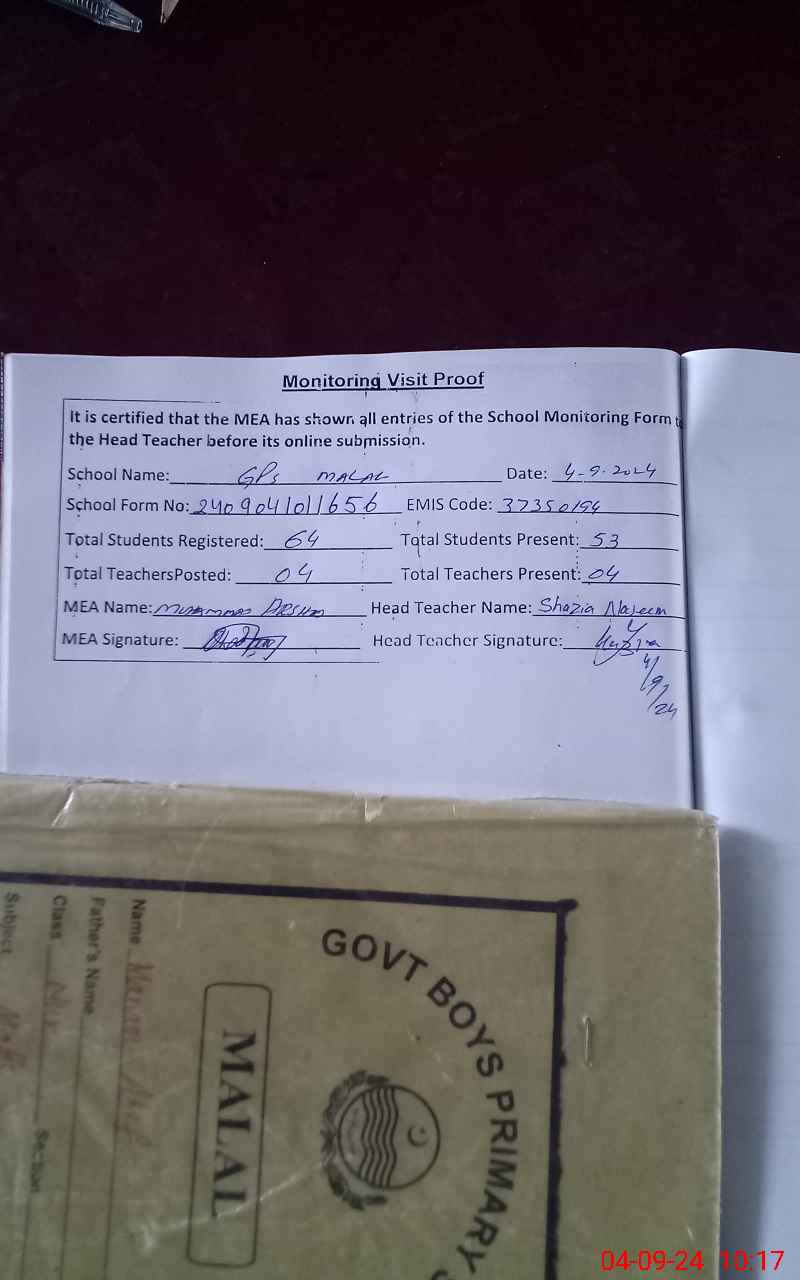 Monitoring Visit Proof
It is certified that the MEA has shown all entries of the School Monitoring Form to
the Head Teacher before its online submission.
School Name: GPS MALAL Date: 4-9-2024
School Form No: 2409041011656 EMIS Code: 37350194
Total Students Registered: 64 Total Students Present: 53
Total TeachersPosted: 04 Total Teachers Present: 04
MEA Name: MUHAMMAD ARSHAD Head Teacher Name: Shazia Naseem
MEA Signature: Head Teacher Signature:
4/9/24
GOVT BOYS PRIMARY
MALAL
Name
Father's Name
Class Section
Subject
04-09-24 10:17